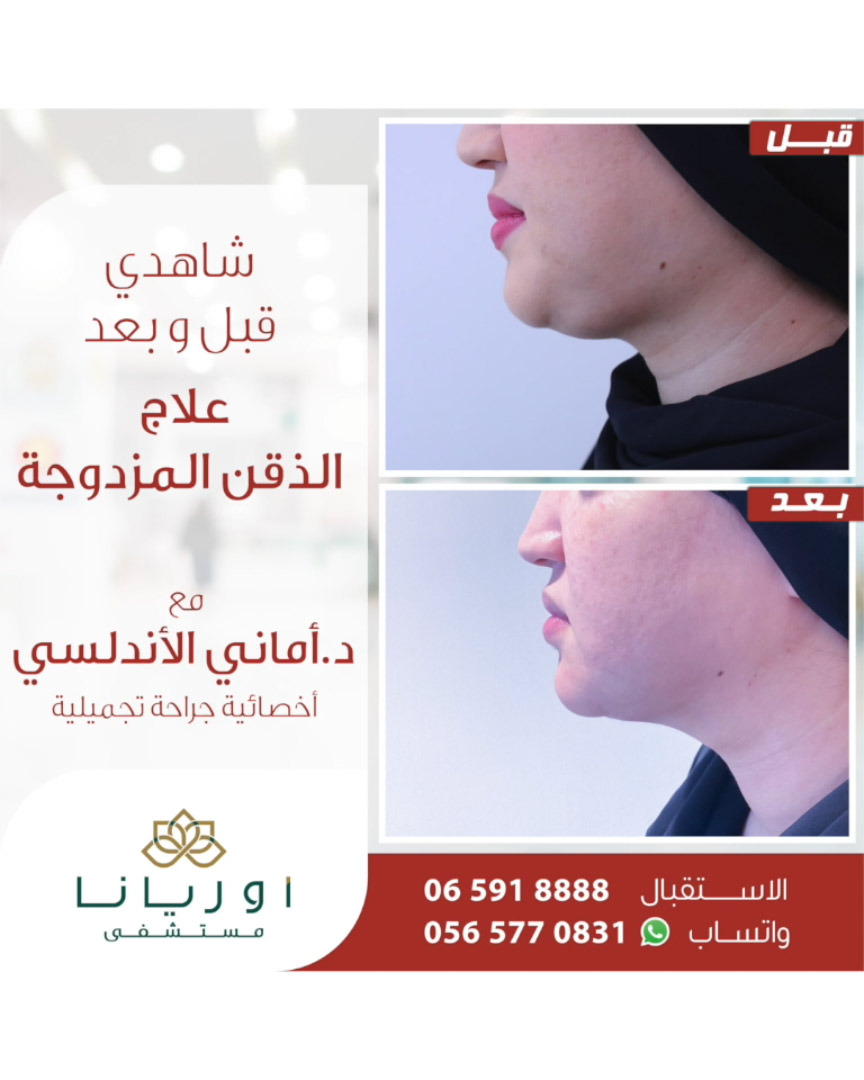 شاهدي
قبل و بعد
علاج
الذقن المزدوجة
مع
د.أماني الأندلسي
أخصائية جراحة تجميلية
اوريانا
مستشفى
قبل
بعد
الاستقبال 06 591 8888
واتساب 056 577 0831